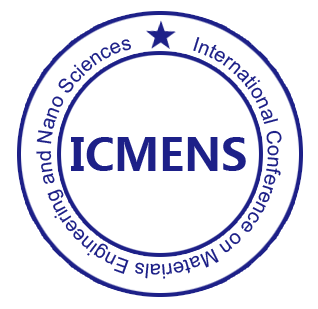 International Conference on Materials Engineering and Nano Sciences
ICMENS